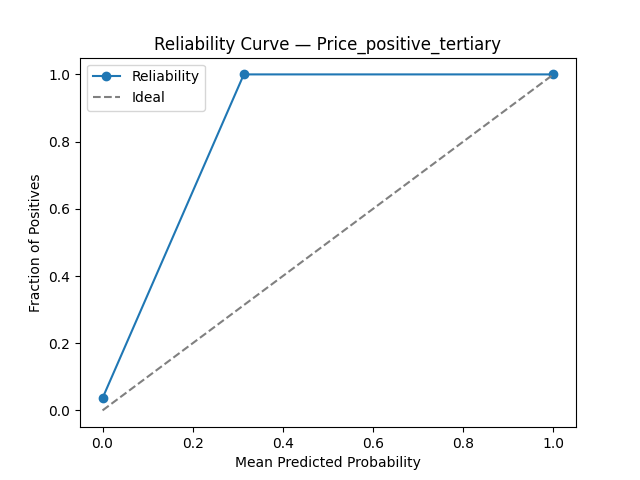 Reliability Curve — Price_positive_tertiary
Reliability
Ideal
Fraction of Positives
1.0
0.8
0.6
0.4
0.2
0.0
0.0 0.2 0.4 0.6 0.8 1.0
Mean Predicted Probability